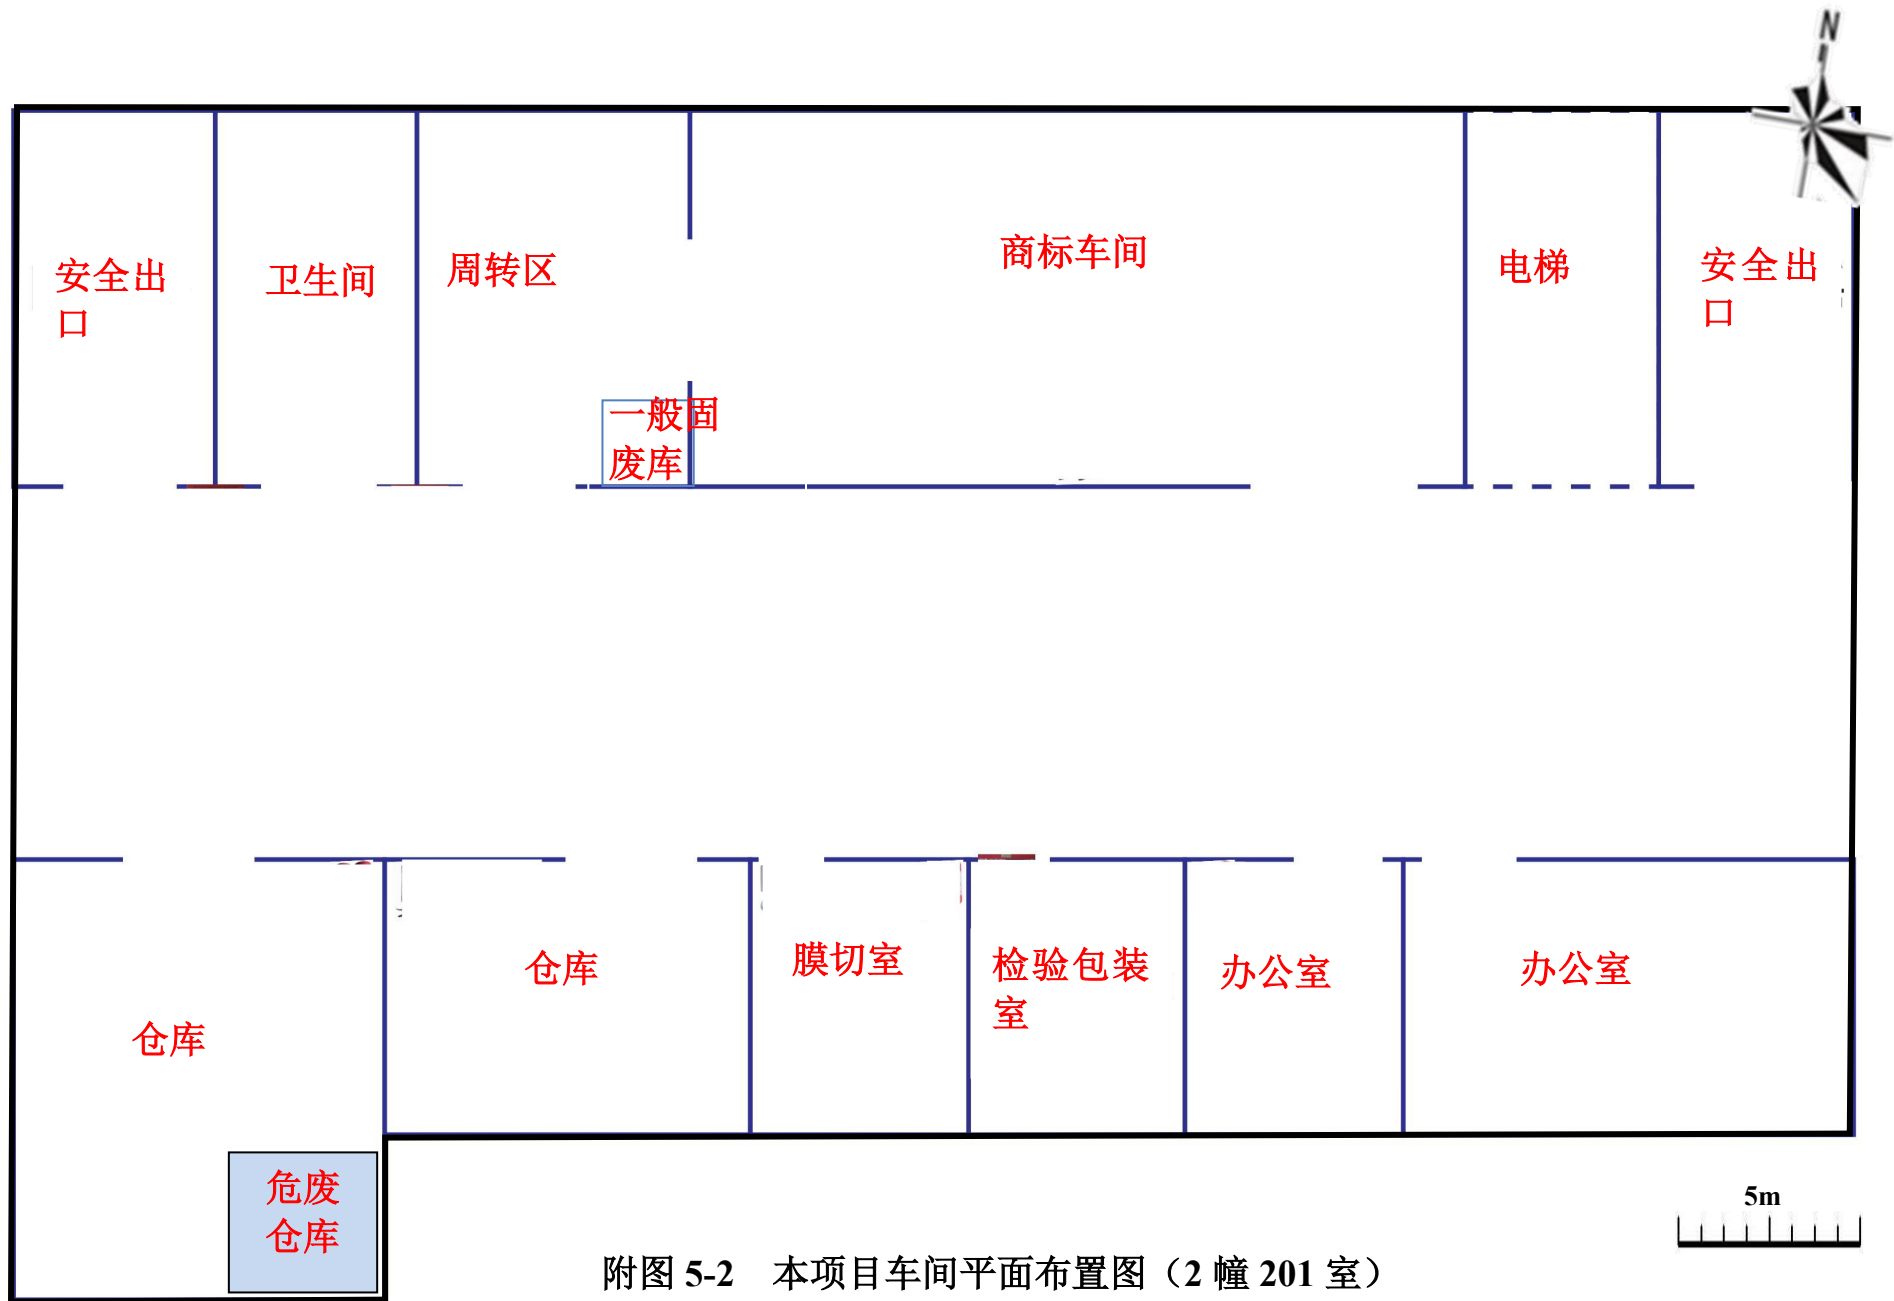 N
安全出
口
卫生间
周转区
商标车间
电梯
安全出
口
一般固
废库
仓库
仓库
膜切室
检验包装
室
办公室
办公室
危废
仓库
5m
附图 5-2 本项目车间平面布置图（2 幢 201 室）